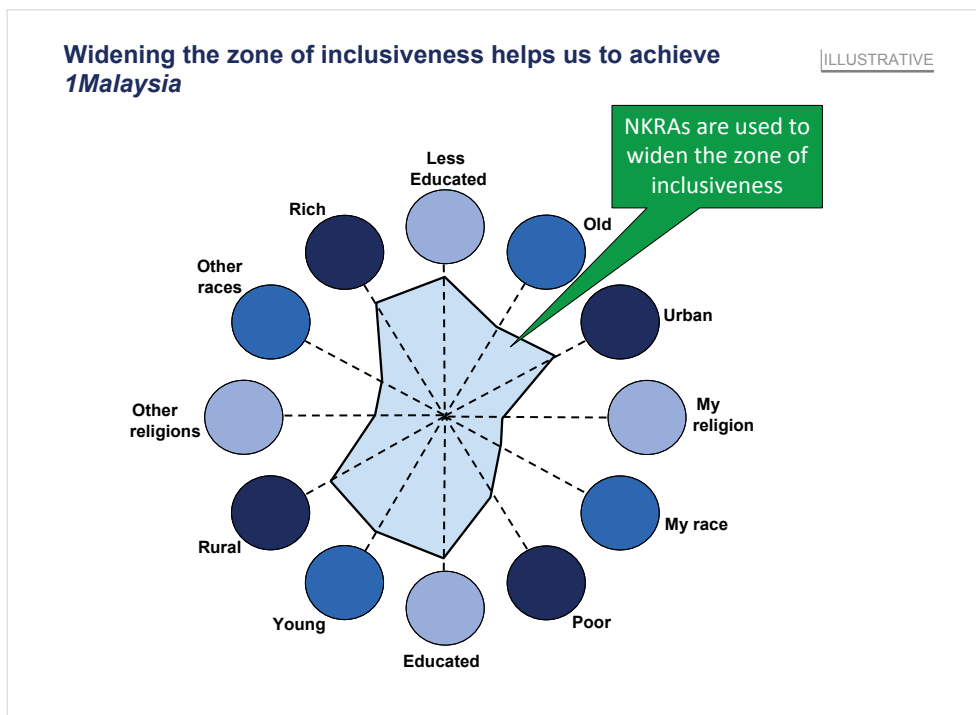 Widening the zone of inclusiveness helps us to achieve
1Malaysia
ILLUSTRATIVE
NKRAs are used to
widen the zone of
inclusiveness
Less
Educated
Rich
Old
Other
races
Urban
Other
religions
My
religion
Rural
My race
Young
Poor
Educated